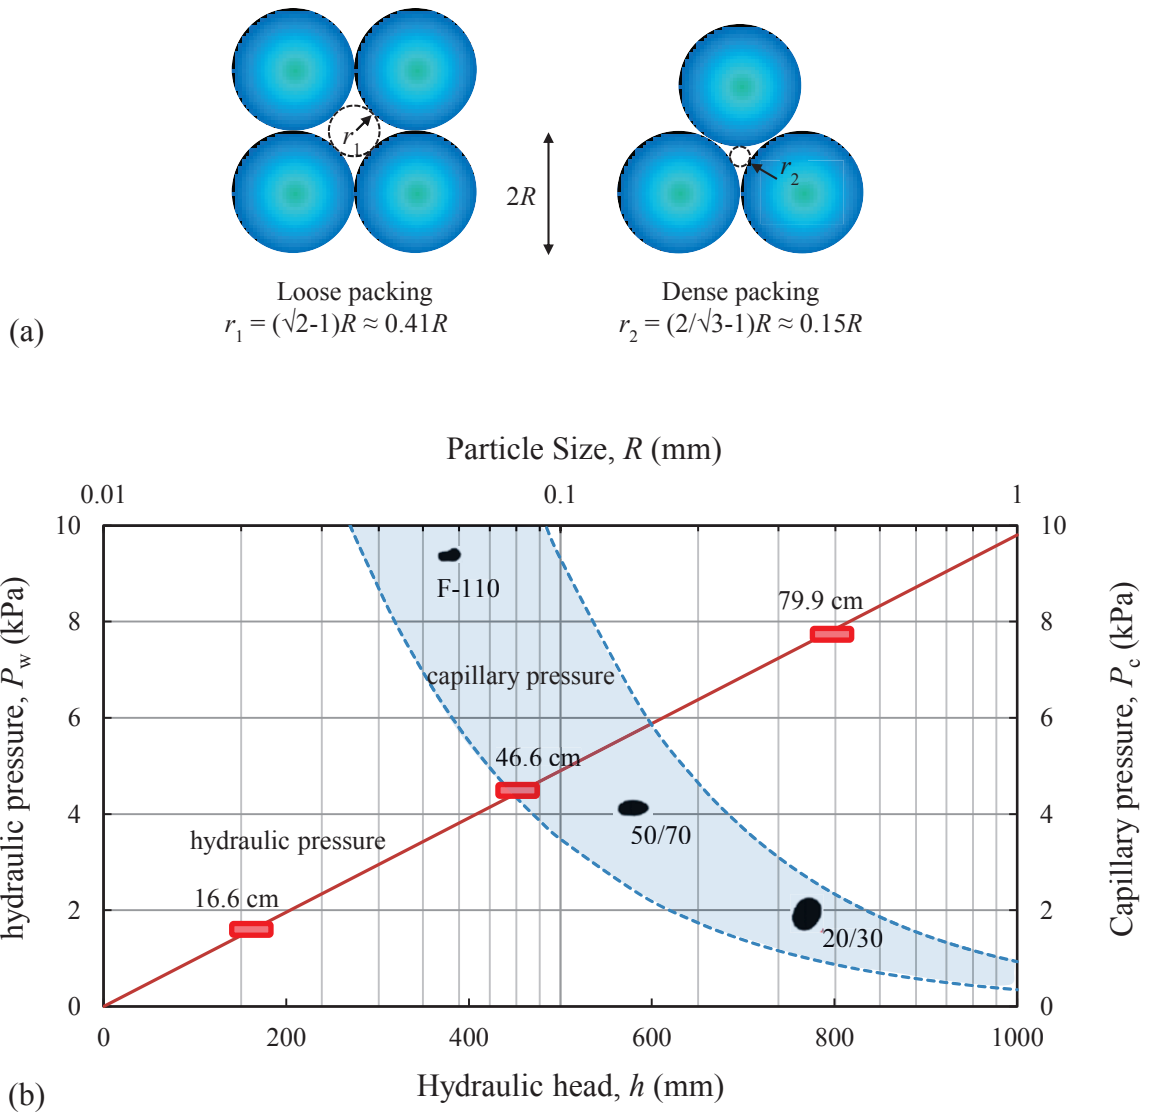 r1
r2
2R
Loose packing
r1 = (√2-1)R ≈ 0.41R
Dense packing
r2 = (2/√3-1)R ≈ 0.15R
(a)
Particle Size, R (mm)
0.01 0.1 1
hydraulic pressure, Pw (kPa)
10
8
6
4
2
0
F-110
79.9 cm
capillary pressure
46.6 cm
50/70
hydraulic pressure
16.6 cm
20/30
10
8
6
4
2
0
Capillary pressure, Pc (kPa)
0 200 400 600 800 1000
Hydraulic head, h (mm)
(b)